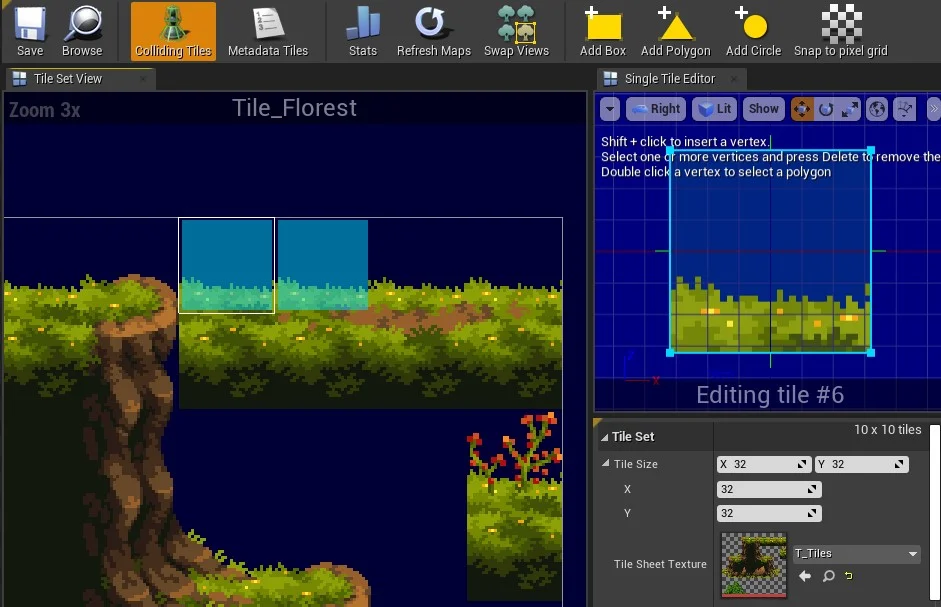 Save Browse Colliding Tiles Metadata Tiles Stats Refresh Maps Swap Views Add Box Add Polygon Add Circle Snap to pixel grid
Tile Set View
Single Tile Editor
Zoom 3x
Tile_Florest
Right Lit Show
Shift + click to insert a vertex.
Select one or more vertices and press Delete to remove the
Double click a vertex to select a polygon
X
Editing tile #6
10 x 10 tiles
Tile Set
Tile Size X 32 Y 32
X 32
Y 32
Tile Sheet Texture T_Tiles